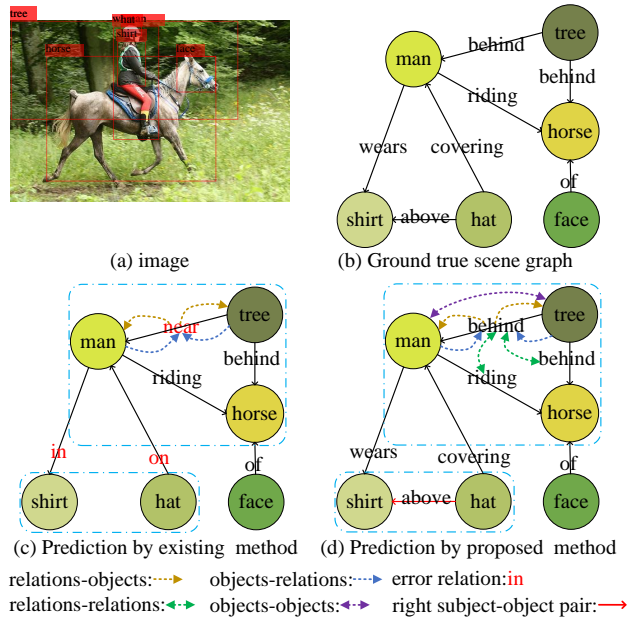 tree
what man
shirt
horse
face
(a) image
tree
behind
man
behind
riding
horse
wears
covering
of
shirt
above
hat
face
(b) Ground true scene graph
tree
near
man
behind
riding
horse
in
on
of
shirt
hat
face
(c) Prediction by existing method
tree
behind
man
behind
riding
horse
wears
covering
of
shirt
above
hat
face
(d) Prediction by proposed method
relations-objects: objects-relations: error relation:in
relations-relations: objects-objects: right subject-object pair: